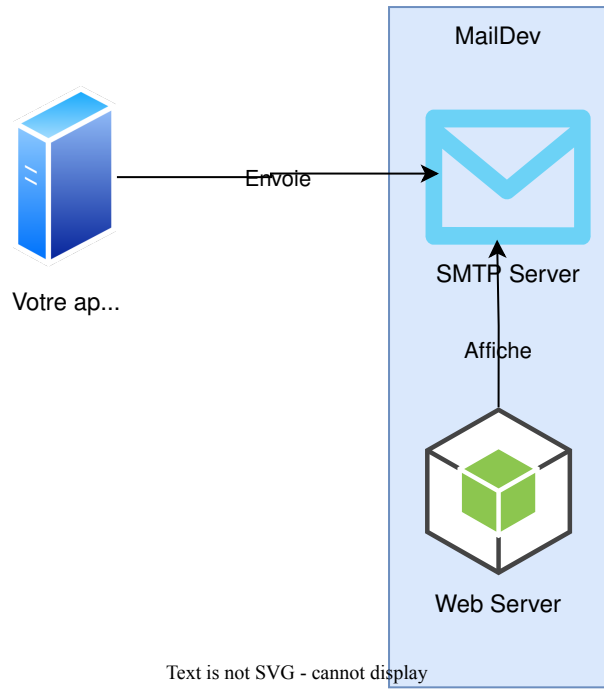 MailDev
Envoie
SMTP Server
Votre ap...
Affiche
Web Server
Text is not SVG - cannot display